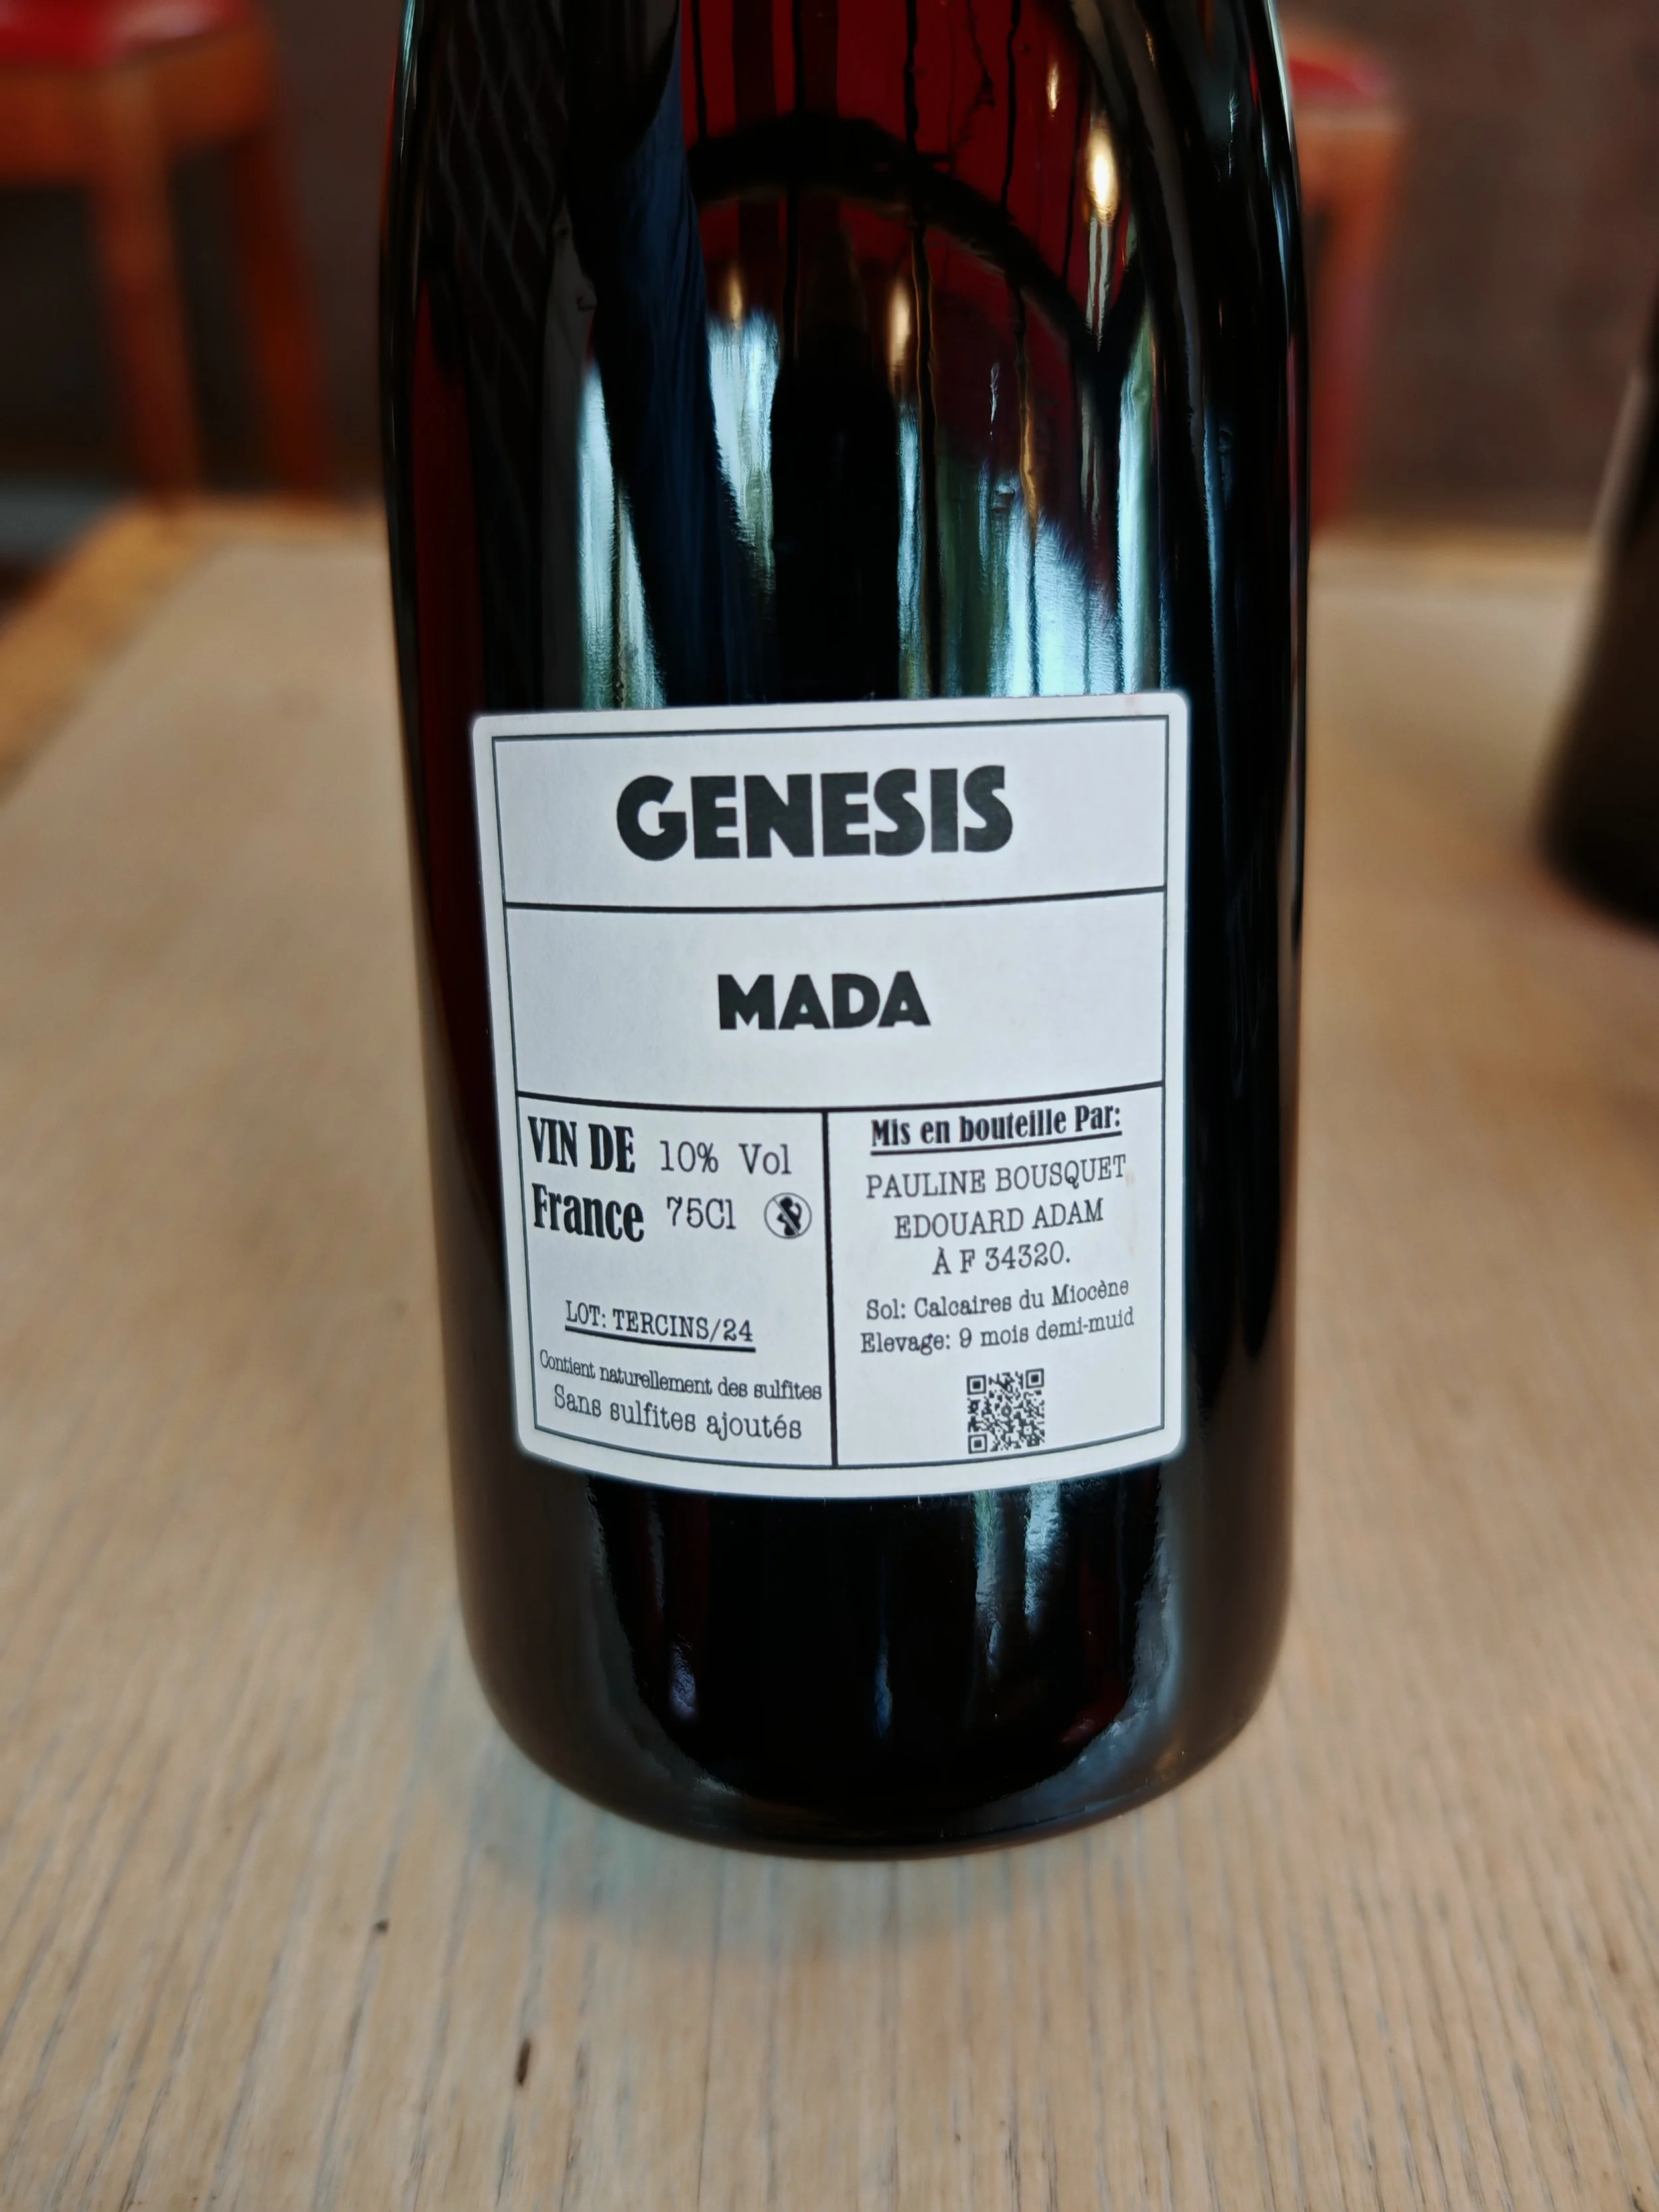 GENESIS
MADA
VIN DE 10% Vol
France 75Cl
LOT: TERCINS/24
Contient naturellement des sulfites
Sans sulfites ajoutés
Mis en bouteille Par:
PAULINE BOUSQUET
EDOUARD ADAM
À F 34320.
Sol: Calcaires du Miocène
Elevage: 9 mois demi-muid